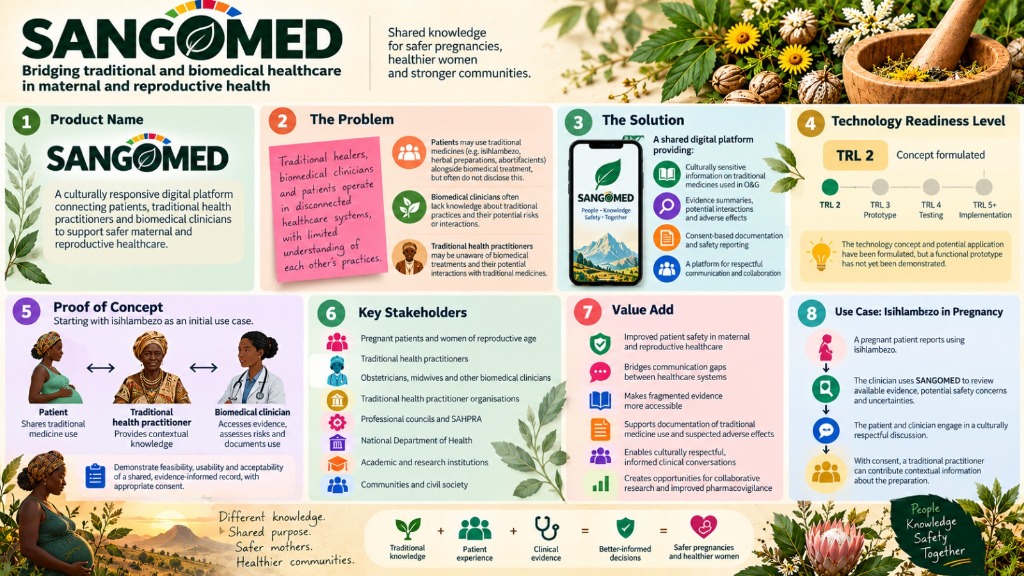 SANGOMED
Bridging traditional and biomedical healthcare
in maternal and reproductive health
Shared knowledge
for safer pregnancies,
healthier women
and stronger communities.
1 Product Name
SANGOMED
A culturally responsive digital platform
connecting patients, traditional health
practitioners and biomedical clinicians
to support safer maternal and
reproductive healthcare.
2 The Problem
Traditional healers,
biomedical clinicians
and patients operate
in disconnected
healthcare systems,
with limited
understanding of
each other's practices.
Patients may use traditional
medicines (e.g. isihlambezo,
herbal preparations, abortifacients)
alongside biomedical treatment,
but often do not disclose this.
Biomedical clinicians often
lack knowledge about traditional
practices and their potential risks
or interactions.
Traditional health practitioners
may be unaware of biomedical
treatments and their potential
interactions with traditional medicines.
3 The Solution
A shared digital platform
providing:
SANGOMED
People • Knowledge
Safety • Together
Culturally sensitive
information on traditional
medicines used in O&G
Evidence summaries,
potential interactions
and adverse effects
Consent-based documentation
and safety reporting
A platform for respectful
communication and collaboration
4 Technology Readiness Level
TRL 2 Concept formulated
TRL 2 TRL 3 TRL 4 TRL 5+
Prototype Testing Implementation
The technology concept and potential application
have been formulated, but a functional prototype
has not yet been demonstrated.
5 Proof of Concept
Starting with isihlambezo as an initial use case.
Patient
Shares traditional
medicine use
Traditional
health practitioner
Provides contextual
knowledge
Biomedical clinician
Accesses evidence,
assesses risks and
documents use
Demonstrate feasibility, usability and acceptability
of a shared, evidence-informed record, with
appropriate consent.
6 Key Stakeholders
Pregnant patients and women of reproductive age
Traditional health practitioners
Obstetricians, midwives and other biomedical clinicians
Traditional health practitioner organisations
Professional councils and SAHPRA
National Department of Health
Academic and research institutions
Communities and civil society
7 Value Add
Improved patient safety in maternal
and reproductive healthcare
Bridges communication gaps
between healthcare systems
Makes fragmented evidence
more accessible
Supports documentation of traditional
medicine use and suspected adverse effects
Enables culturally respectful,
informed clinical conversations
Creates opportunities for collaborative
research and improved pharmacovigilance
8 Use Case: Isihlambezo in Pregnancy
A pregnant patient reports using
isihlambezo.
The clinician uses SANGOMED to review
available evidence, potential safety concerns
and uncertainties.
The patient and clinician engage in a culturally
respectful discussion.
With consent, a traditional practitioner
can contribute contextual information
about the preparation.
Different knowledge.
Shared purpose.
Safer mothers.
Healthier communities.
Traditional
knowledge
+
Patient
experience
+
Clinical
evidence
=
Better-informed
decisions
=
Safer pregnancies
and healthier women
People
Knowledge
Safety
Together